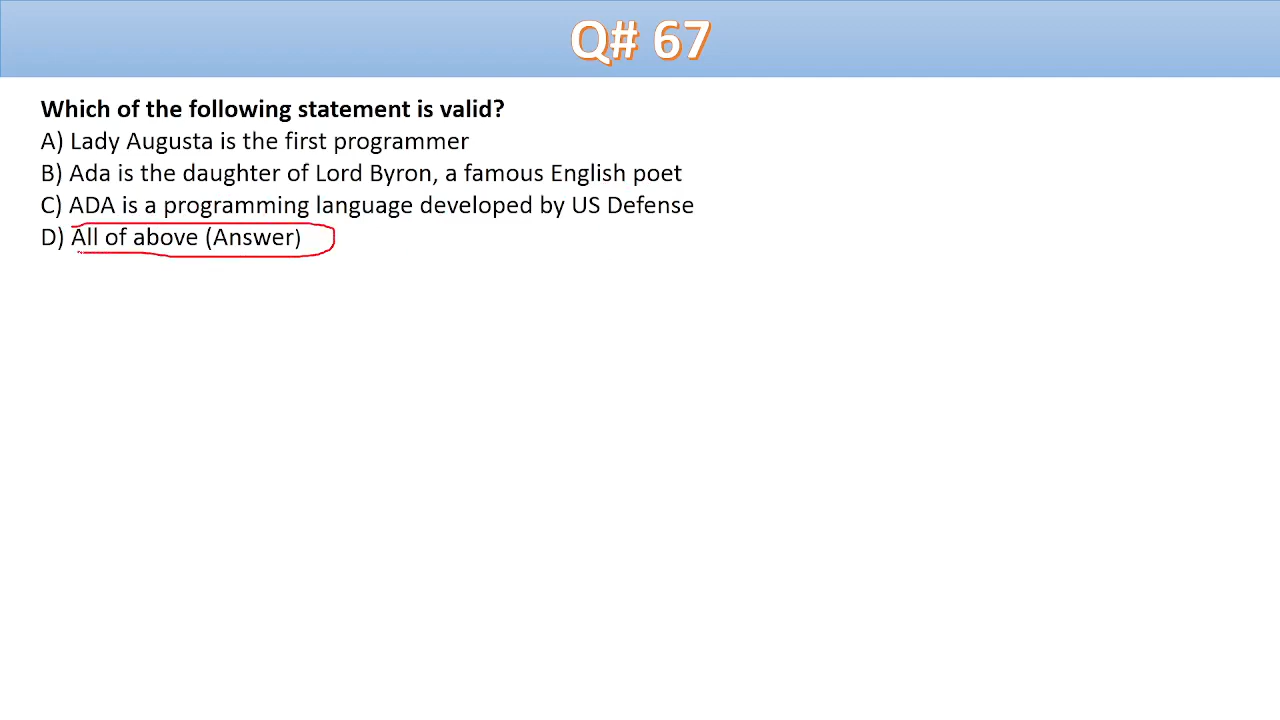 Q# 67
Which of the following statement is valid?
A) Lady Augusta is the first programmer
B) Ada is the daughter of Lord Byron, a famous English poet
C) ADA is a programming language developed by US Defense
D) All of above (Answer)